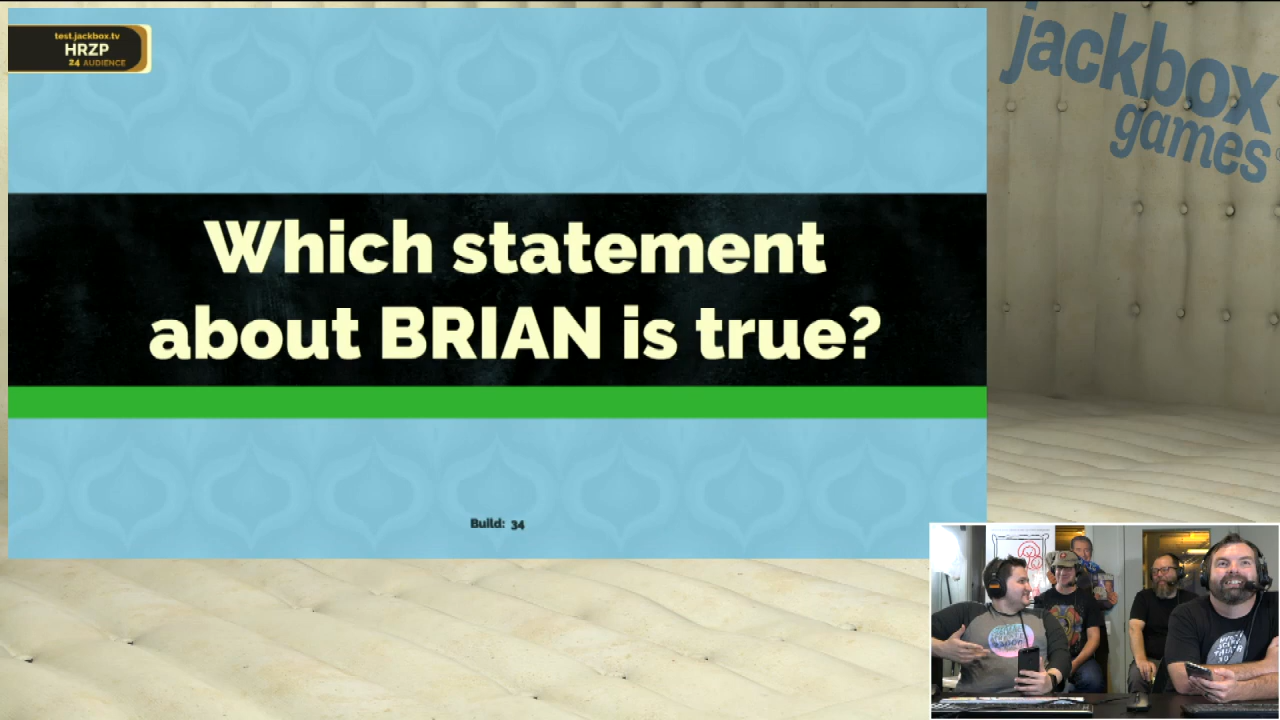 test.jackbox.tv
HRZP
24 AUDIENCE
jackbox
games
Which statement
about BRIAN is true?
Build: 34